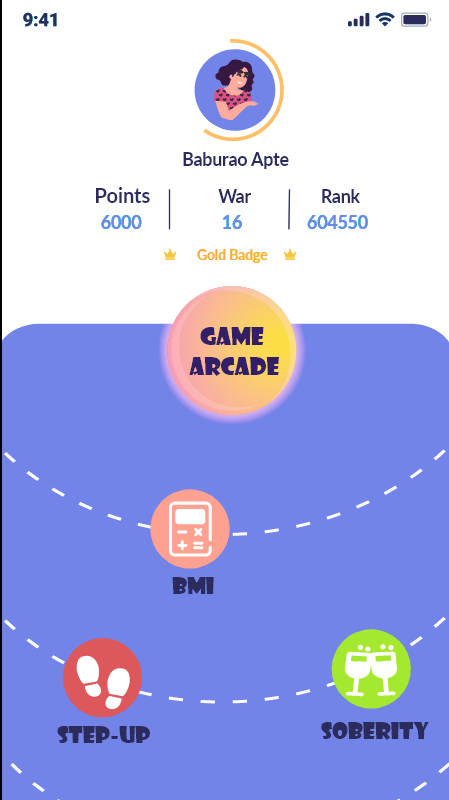 9:41
Baburao Apte
Points War Rank
6000 16 604550
Gold Badge
GAME
ARCADE
BMI
STEP-UP
SOBERITY